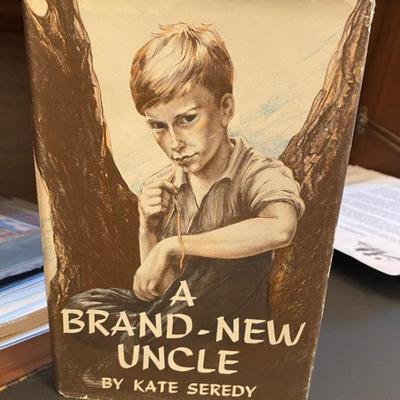 A
BRAND-NEW
UNCLE
BY KATE SEREDY